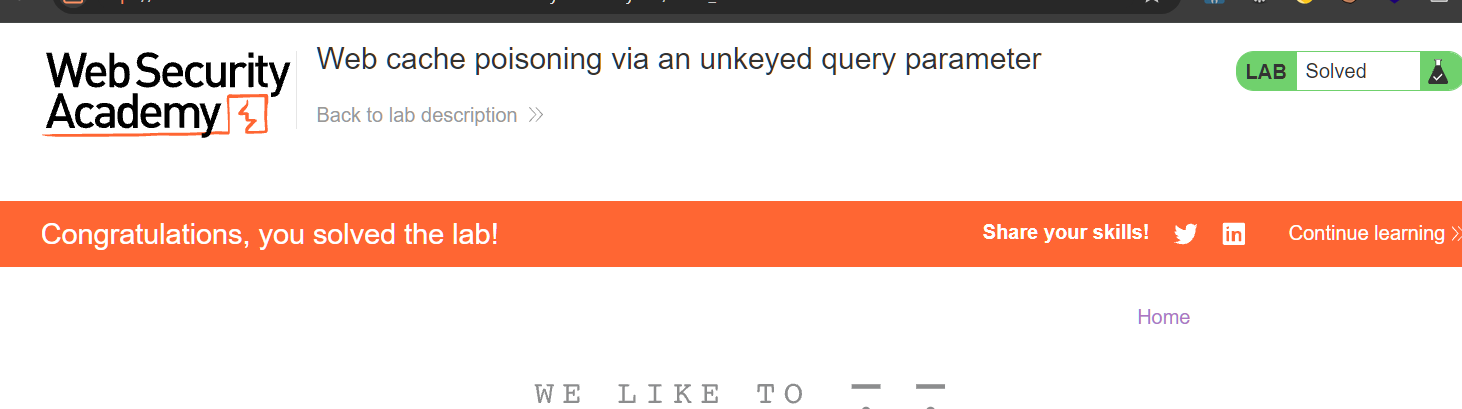 Web Security
Academy
Web cache poisoning via an unkeyed query parameter
Back to lab description
LAB Solved
Congratulations, you solved the lab!
Share your skills!
in
Continue learning
Home
WE LIKE TO